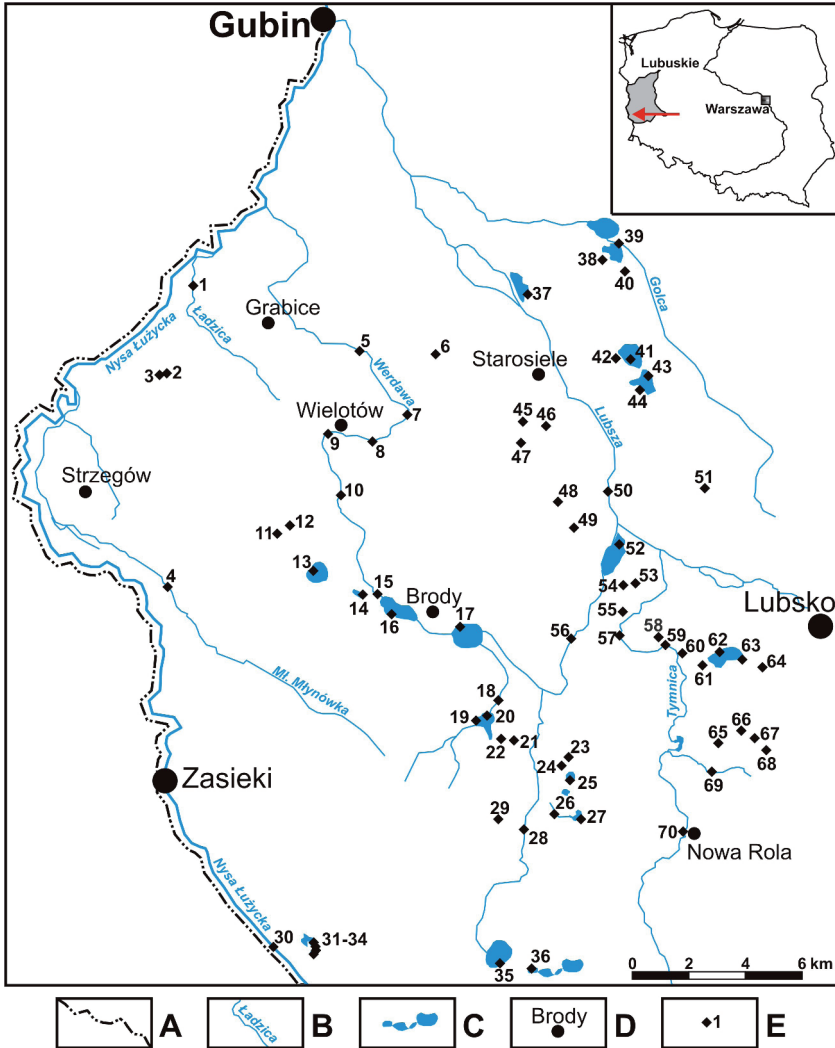 Gubin
Lubuskie
Warszawa
39
38
40
Golca
1
37
Ładzica
Grabice
Nysa Łużycka
5
6
42
41
43
44
3
2
Starosiele
Werdawa
7
Wielotów
9
8
45
46
47
Lubsza
Strzegów
10
48
50
51
11
12
49
13
52
4
14
15
16
Brody
17
54
53
55
Lubsko
56
57
58
59
60
62
63
61
64
Mł. Młynówka
18
19
20
22
21
Tymnica
66
65
67
68
23
24
25
69
Zasieki
29
26
27
28
70
Nowa Rola
Nysa Łużycka
30
31-34
35
36
0 2 4 6 km
A
Ładzica
B
C
Brody
D
1
E